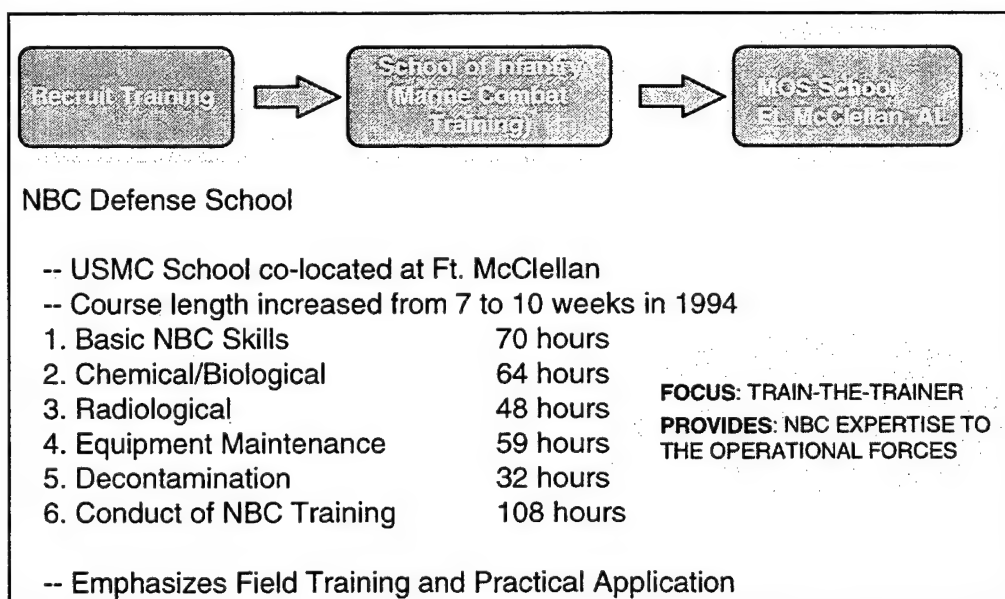 Recruit Training
School of Infantry
(Marine Combat
Training)
MOS School
Ft. McClellan, AL
NBC Defense School
-- USMC School co-located at Ft. McClellan
-- Course length increased from 7 to 10 weeks in 1994
1. Basic NBC Skills 70 hours
2. Chemical/Biological 64 hours
3. Radiological 48 hours
4. Equipment Maintenance 59 hours
5. Decontamination 32 hours
6. Conduct of NBC Training 108 hours
FOCUS: TRAIN-THE-TRAINER
PROVIDES: NBC EXPERTISE TO
THE OPERATIONAL FORCES
-- Emphasizes Field Training and Practical Application